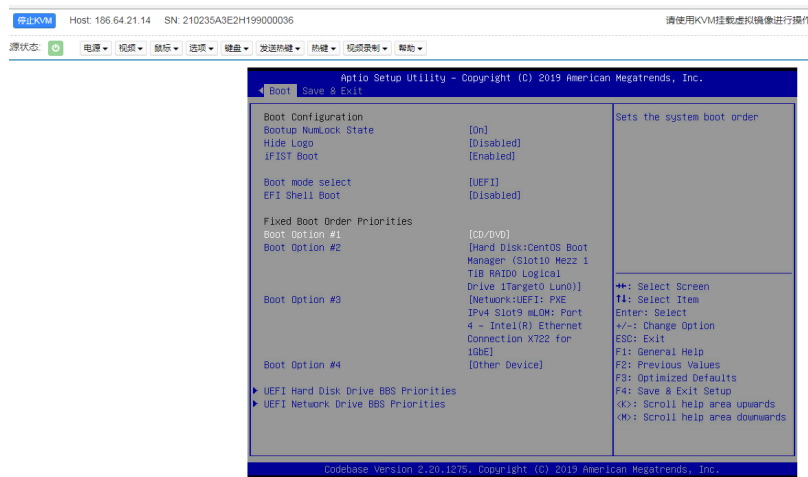 停止KVM Host: 186.64.21.14 SN: 210235A3E2H199000036 请使用KVM挂载虚拟镜像进行操作
源状态: 电源 视频 鼠标 选项 键盘 发送热键 热键 视频录制 帮助
Aptio Setup Utility – Copyright (C) 2019 American Megatrends, Inc.
Boot Save & Exit
Boot Configuration
Bootup NumLock State [On]
Hide Logo [Disabled]
iFIST Boot [Enabled]
Boot mode select [UEFI]
EFI Shell Boot [Disabled]
Fixed Boot Order Priorities
Boot Option #1 [CD/DVD]
Boot Option #2 [Hard Disk:CentOS Boot
Manager (Slot10 Mezz 1
TiB RAID0 Logical
Drive 1Target0 Lun0)]
Boot Option #3 [Network:UEFI: PXE
IPv4 Slot9 mLOM: Port
4 – Intel(R) Ethernet
Connection X722 for
1GbE]
Boot Option #4 [Other Device]
UEFI Hard Disk Drive BBS Priorities
UEFI Network Drive BBS Priorities
Sets the system boot order
→←: Select Screen
↑↓: Select Item
Enter: Select
+/-: Change Option
ESC: Exit
F1: General Help
F2: Previous Values
F3: Optimized Defaults
F4: Save & Exit Setup
<K>: Scroll help area upwards
<M>: Scroll help area downwards
Codebase Version 2.20.1275. Copyright (C) 2019 American Megatrends, Inc.